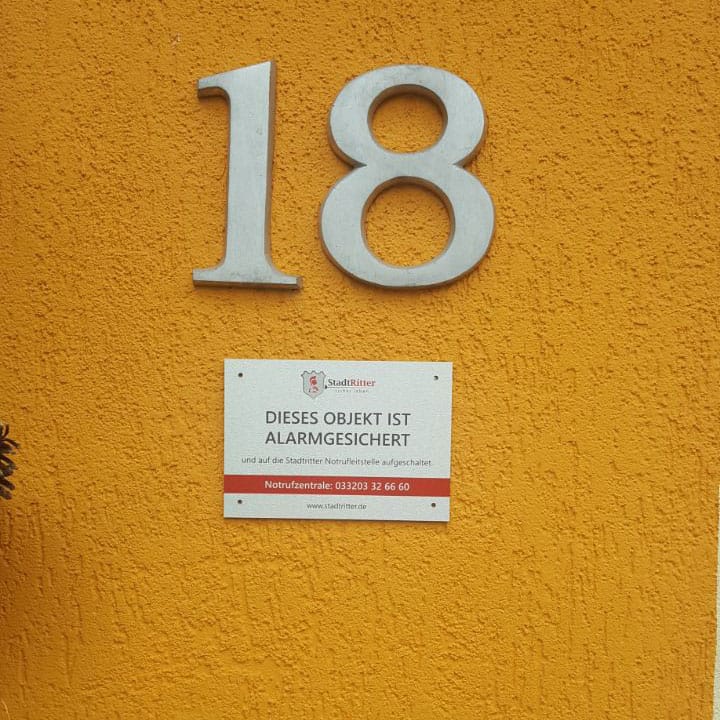 18
StadtRitter
DIESES OBJEKT IST
ALARMGESICHERT
und auf die Stadtritter Notrufleitstelle aufgeschaltet.
Notrufzentrale: 033203 32 66 60
www.stadtritter.de